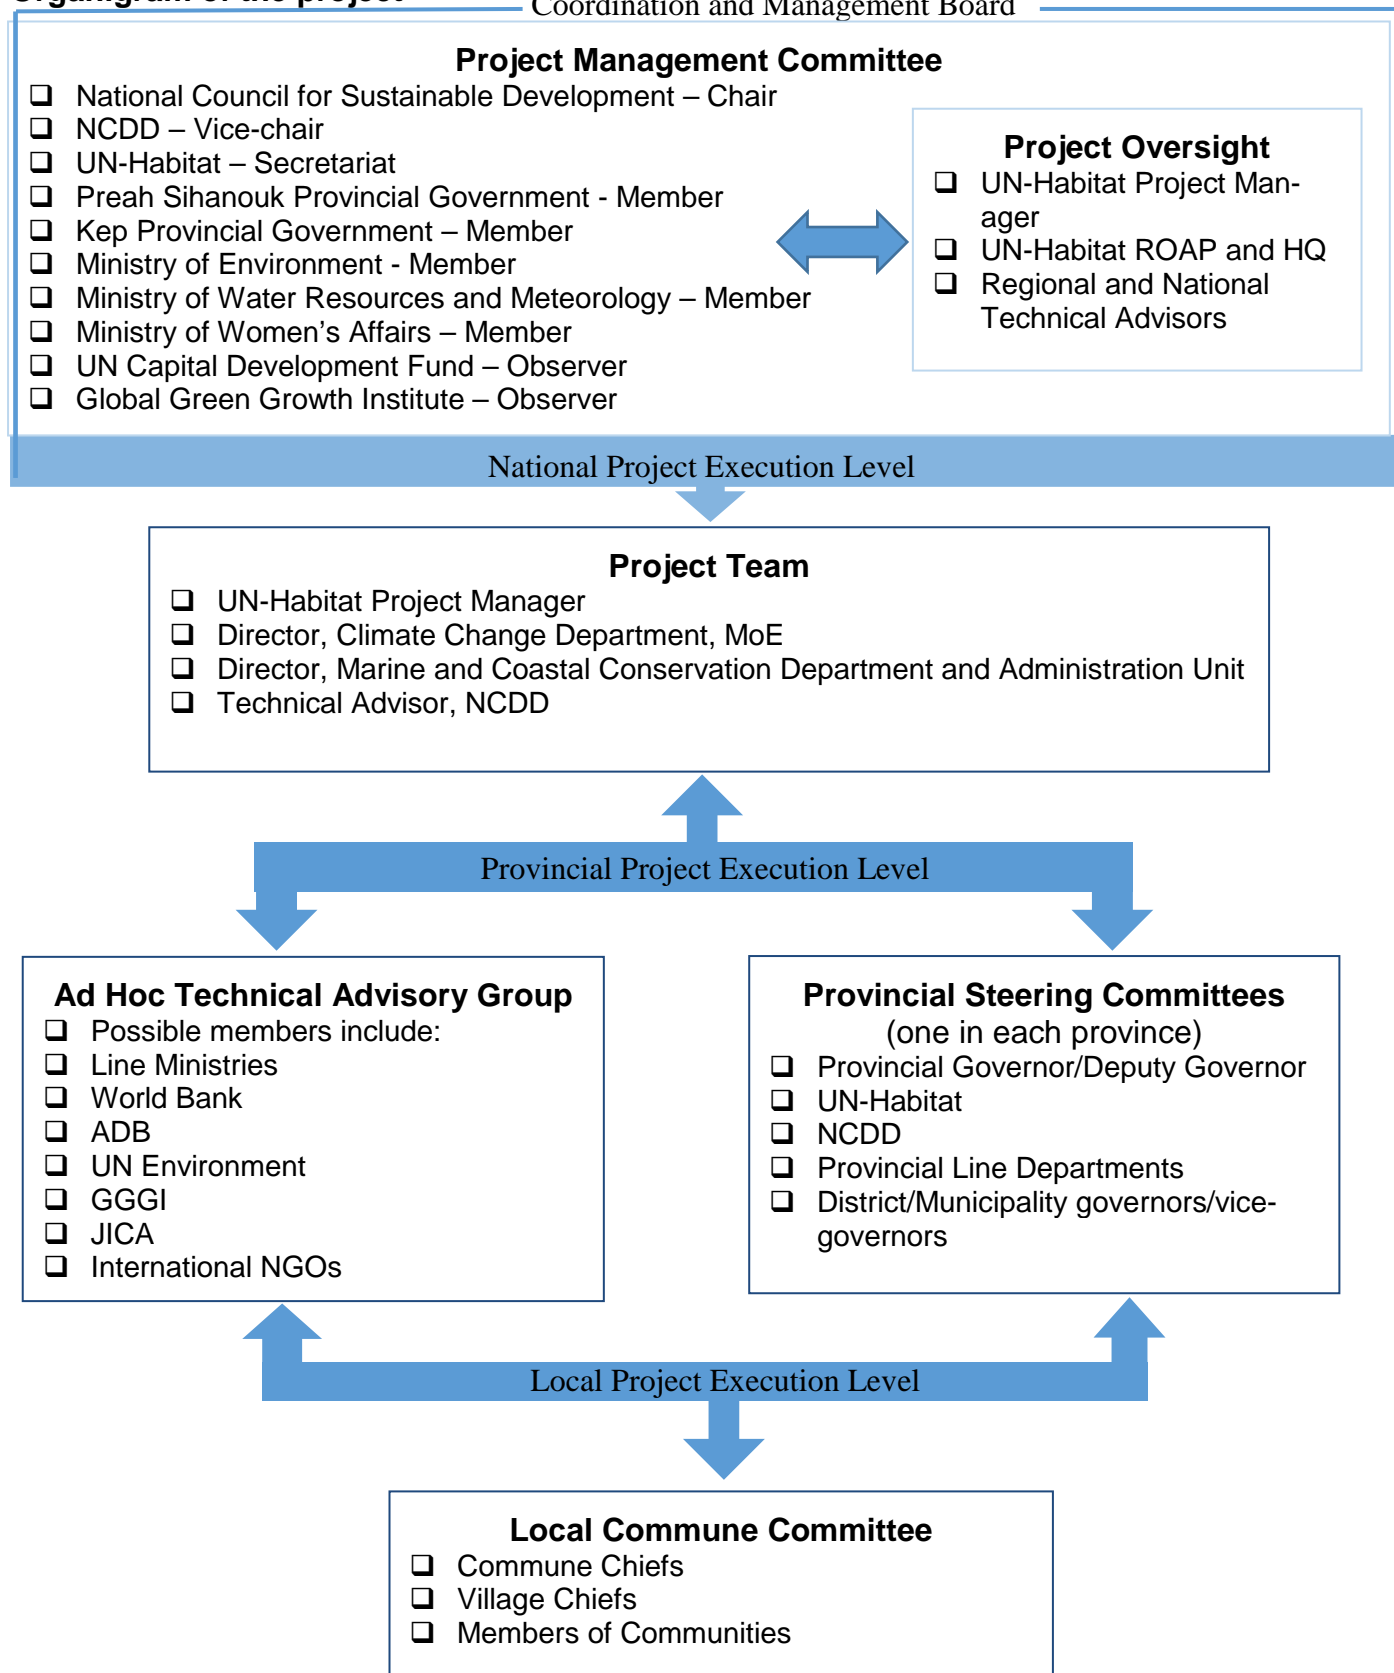 Organigram of the project
Coordination and Management Board
Project Management Committee
❑ National Council for Sustainable Development – Chair
❑ NCDD – Vice-chair
❑ UN-Habitat – Secretariat
❑ Preah Sihanouk Provincial Government - Member
❑ Kep Provincial Government – Member
❑ Ministry of Environment - Member
❑ Ministry of Water Resources and Meteorology – Member
❑ Ministry of Women’s Affairs – Member
❑ UN Capital Development Fund – Observer
❑ Global Green Growth Institute – Observer
Project Oversight
❑ UN-Habitat Project Man-
ager
❑ UN-Habitat ROAP and HQ
❑ Regional and National
Technical Advisors
National Project Execution Level
Project Team
❑ UN-Habitat Project Manager
❑ Director, Climate Change Department, MoE
❑ Director, Marine and Coastal Conservation Department and Administration Unit
❑ Technical Advisor, NCDD
Provincial Project Execution Level
Ad Hoc Technical Advisory Group
❑ Possible members include:
❑ Line Ministries
❑ World Bank
❑ ADB
❑ UN Environment
❑ GGGI
❑ JICA
❑ International NGOs
Provincial Steering Committees
(one in each province)
❑ Provincial Governor/Deputy Governor
❑ UN-Habitat
❑ NCDD
❑ Provincial Line Departments
❑ District/Municipality governors/vice-
governors
Local Project Execution Level
Local Commune Committee
❑ Commune Chiefs
❑ Village Chiefs
❑ Members of Communities